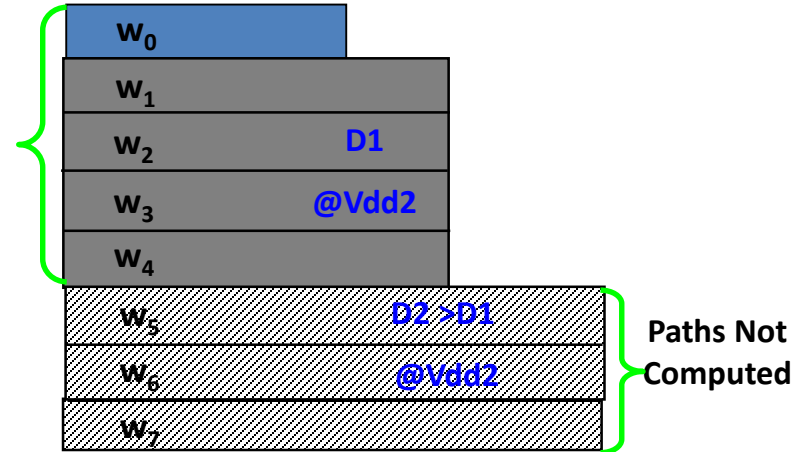 w₀
w₁
w₂ D1
w₃ @Vdd2
w₄
w₅ D2 >D1
w₆ @Vdd2
w₇
Paths Not
Computed